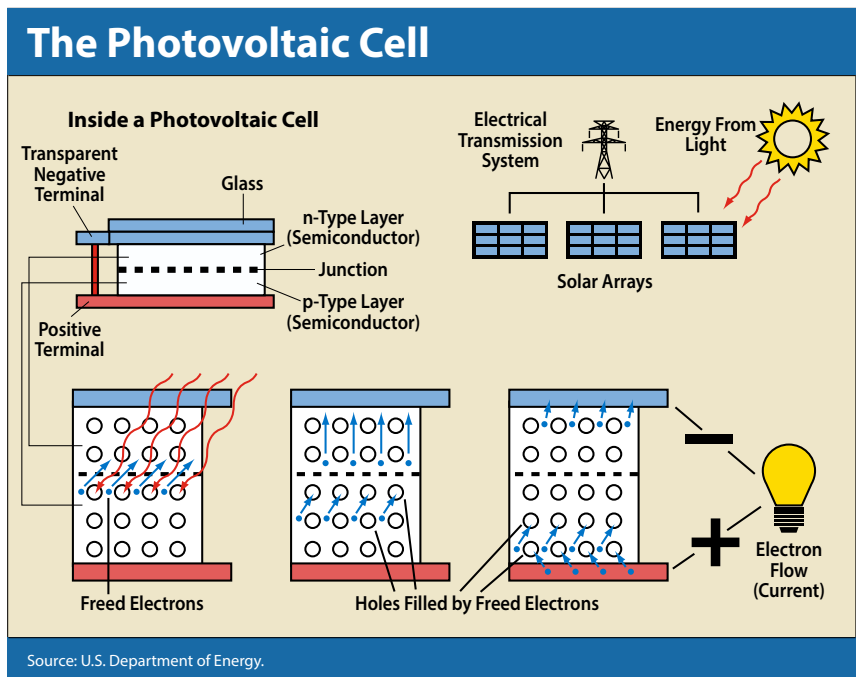 The Photovoltaic Cell
Inside a Photovoltaic Cell
Transparent
Negative
Terminal
Glass
n-Type Layer
(Semiconductor)
Junction
p-Type Layer
(Semiconductor)
Positive
Terminal
Electrical
Transmission
System
Energy From
Light
Solar Arrays
Freed Electrons
Holes Filled by Freed Electrons
Electron
Flow
(Current)
Source: U.S. Department of Energy.